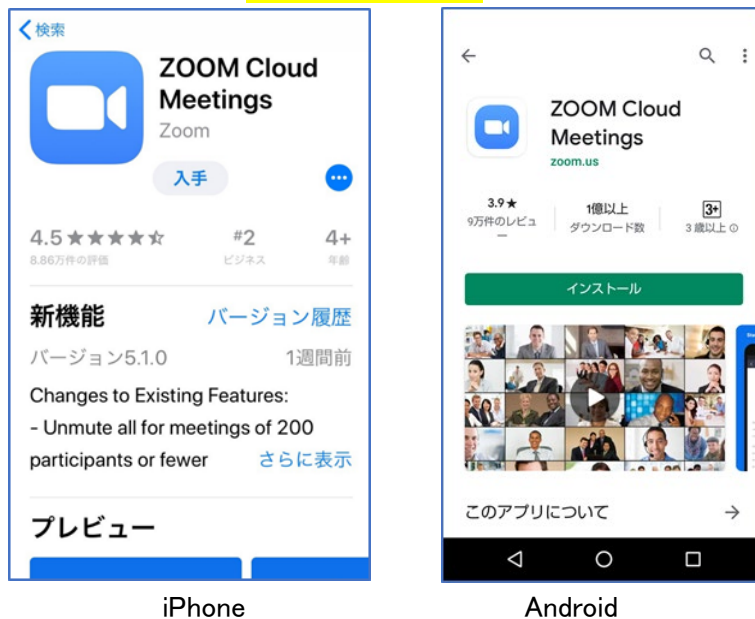 検索
ZOOM Cloud
Meetings
Zoom
入手
4.5★★★★☆
#2
4+
8.86万件の評価
ビジネス
年齢
新機能
バージョン履歴
バージョン5.1.0
1週間前
Changes to Existing Features:
- Unmute all for meetings of 200
participants or fewer
さらに表示
プレビュー
iPhone
ZOOM Cloud
Meetings
zoom.us
3.9★
9万件のレビュ
ー
1億以上
ダウンロード数
3+
3 歳以上
インストール
このアプリについて
Android